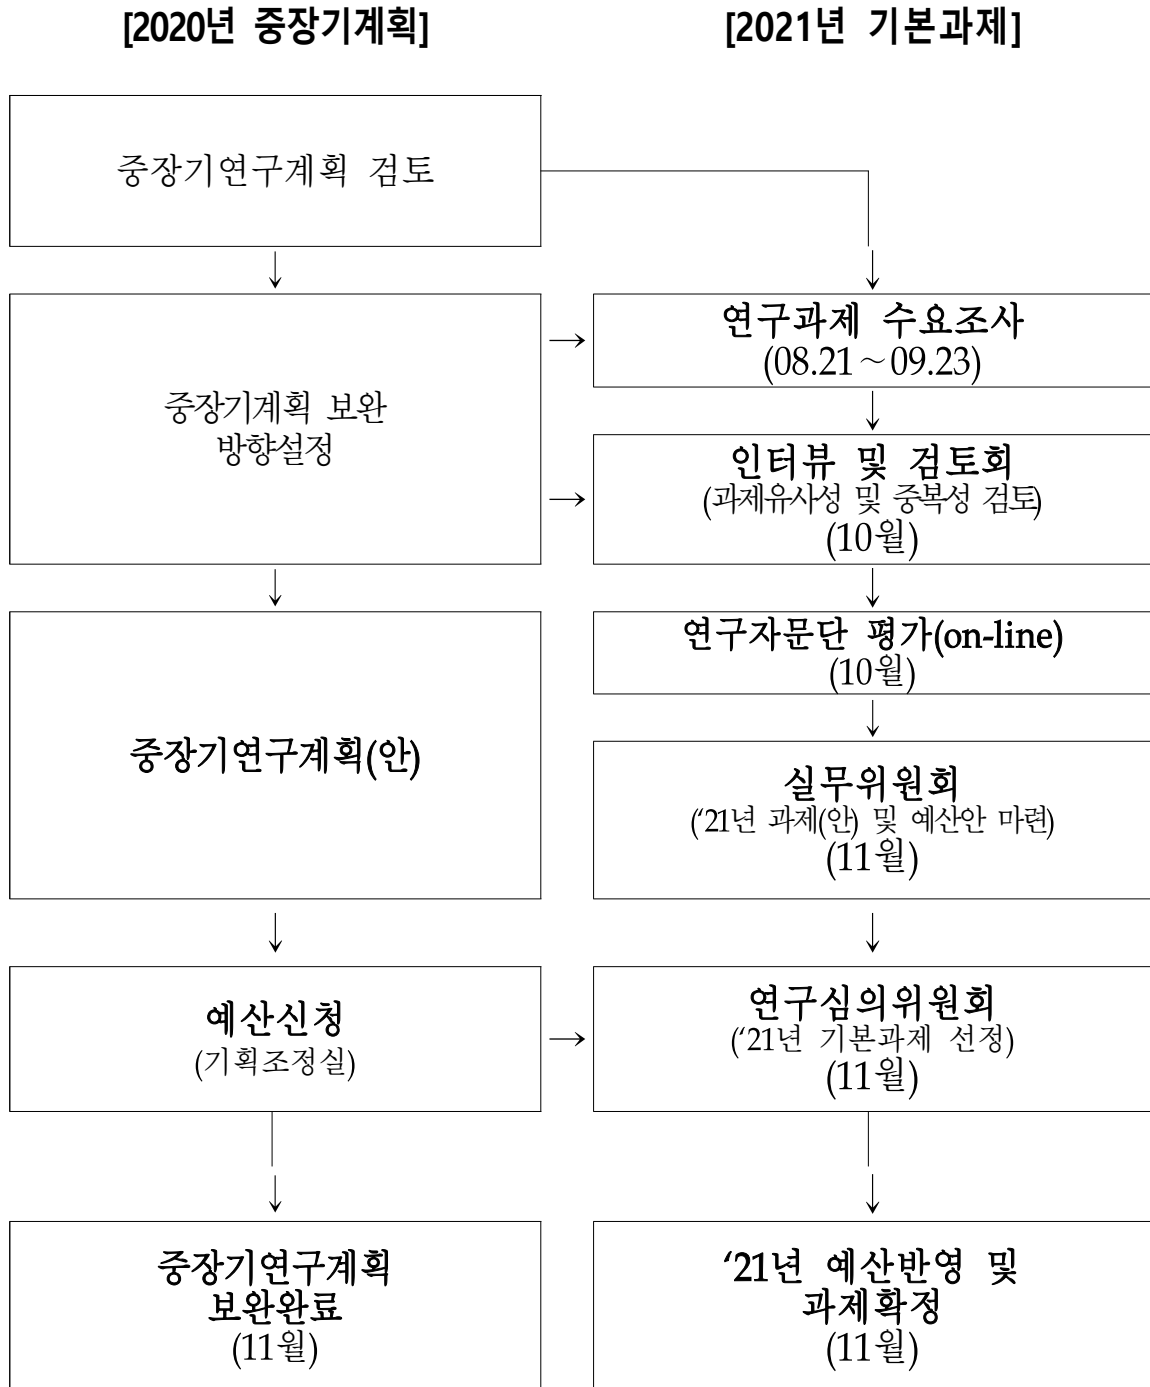 [2020년 중장기계획]
[2021년 기본과제]
중장기연구계획 검토
중장기계획 보완
방향설정
중장기연구계획(안)
예산신청
(기획조정실)
중장기연구계획
보완완료
(11월)
연구과제 수요조사
(08.21～09.23)
인터뷰 및 검토회
(과제유사성 및 중복성 검토)
(10월)
연구자문단 평가(on-line)
(10월)
실무위원회
(‘21년 과제(안) 및 예산안 마련)
(11월)
연구심의위원회
(‘21년 기본과제 선정)
(11월)
‘21년 예산반영 및
과제확정
(11월)